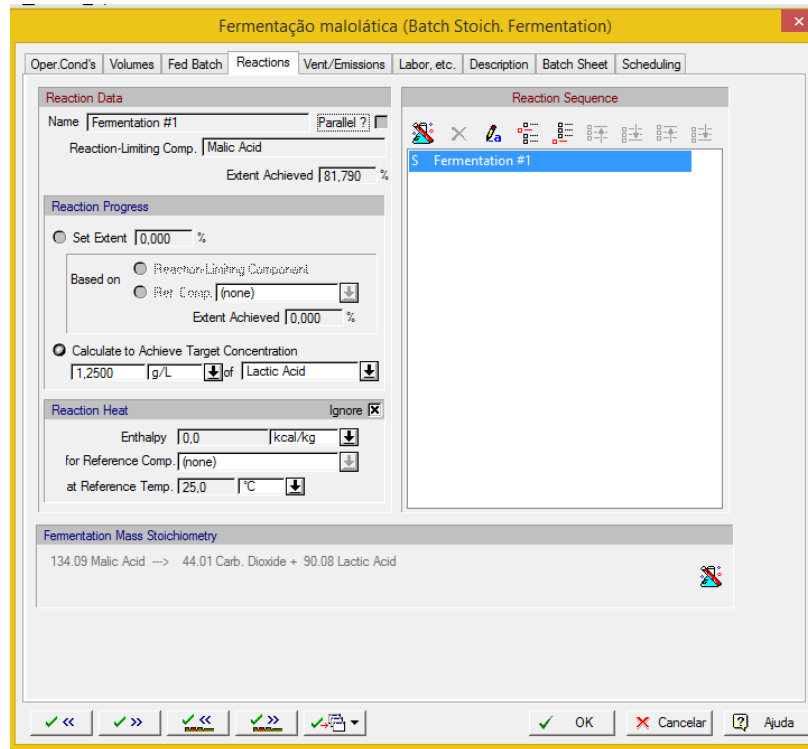 Fermentação malolática (Batch Stoich. Fermentation)
Oper.Cond's Volumes Fed Batch Reactions Vent/Emissions Labor, etc. Description Batch Sheet Scheduling
Reaction Data
Name Fermentation #1 Parallel ?
Reaction-Limiting Comp. Malic Acid
Extent Achieved 81,790 %
Reaction Progress
Set Extent 0,000 %
Based on
Reaction-Limiting Component
Ref. Comp. (none)
Extent Achieved 0,000 %
Calculate to Achieve Target Concentration
1,2500 g/L of Lactic Acid
Reaction Heat Ignore
Enthalpy 0,0 kcal/kg
for Reference Comp. (none)
at Reference Temp. 25,0 °C
Reaction Sequence
S Fermentation #1
Fermentation Mass Stoichiometry
134.09 Malic Acid ---> 44.01 Carb. Dioxide + 90.08 Lactic Acid
OK Cancelar Ajuda